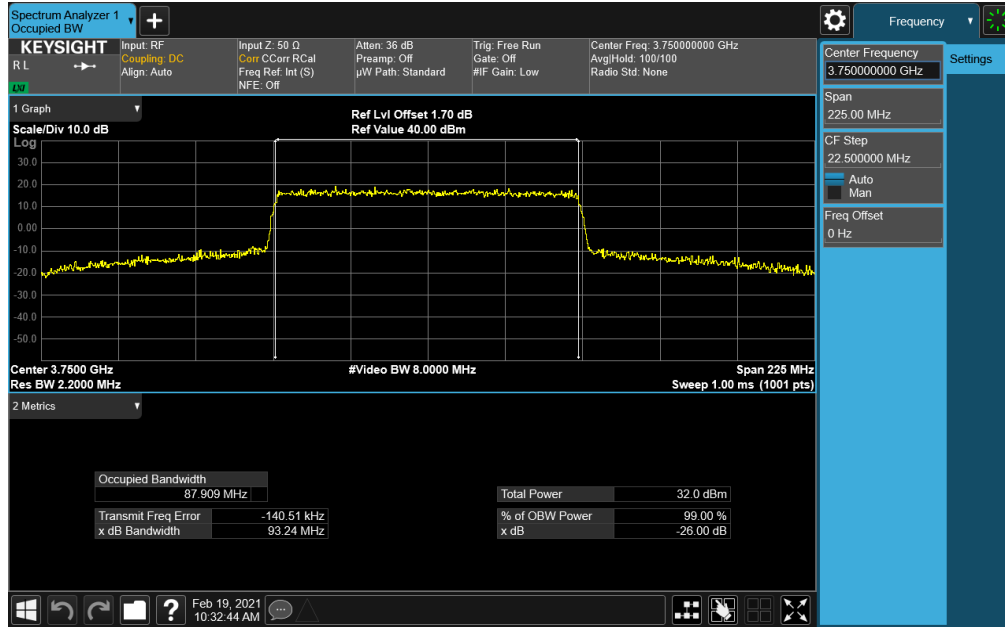 Spectrum Analyzer 1
Occupied BW
Frequency
KEYSIGHT
R L
LXI
Input: RF
Coupling: DC
Align: Auto
Input Z: 50 Ω
Corr CCorr RCal
Freq Ref: Int (S)
NFE: Off
Atten: 36 dB
Preamp: Off
µW Path: Standard
Trig: Free Run
Gate: Off
#IF Gain: Low
Center Freq: 3.750000000 GHz
Avg|Hold: 100/100
Radio Std: None
Center Frequency
3.750000000 GHz
Settings
Span
225.00 MHz
CF Step
22.500000 MHz
Auto
Man
Freq Offset
0 Hz
1 Graph
Scale/Div 10.0 dB
Ref Lvl Offset 1.70 dB
Ref Value 40.00 dBm
Log
30.0
20.0
10.0
0.00
-10.0
-20.0
-30.0
-40.0
-50.0
Center 3.7500 GHz
#Video BW 8.0000 MHz
Span 225 MHz
Res BW 2.2000 MHz
Sweep 1.00 ms (1001 pts)
2 Metrics
Occupied Bandwidth
87.909 MHz
Total Power 32.0 dBm
Transmit Freq Error -140.51 kHz
% of OBW Power 99.00 %
x dB Bandwidth 93.24 MHz
x dB -26.00 dB
?
Feb 19, 2021
10:32:44 AM